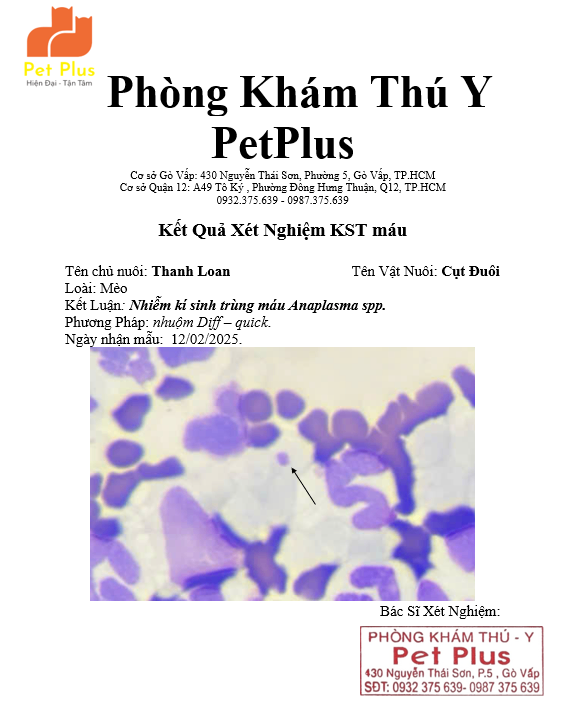 Pet Plus
Hiện Đại - Tận Tâm
Phòng Khám Thú Y
PetPlus
Cơ sở Gò Vấp: 430 Nguyễn Thái Sơn, Phường 5, Gò Vấp, TP.HCM
Cơ sở Quận 12: A49 Tô Ký , Phường Đông Hưng Thuận, Q12, TP.HCM
0932.375.639 - 0987.375.639
Kết Quả Xét Nghiệm KST máu
Tên chủ nuôi: Thanh Loan Tên Vật Nuôi: Cụt Đuôi
Loài: Mèo
Kết Luận: Nhiễm kí sinh trùng máu Anaplasma spp.
Phương Pháp: nhuộm Diff – quick.
Ngày nhận mẫu: 12/02/2025.
Bác Sĩ Xét Nghiệm:
PHÒNG KHÁM THÚ - Y
Pet Plus
430 Nguyễn Thái Sơn, P.5 , Gò Vấp
SĐT: 0932 375 639- 0987 375 639